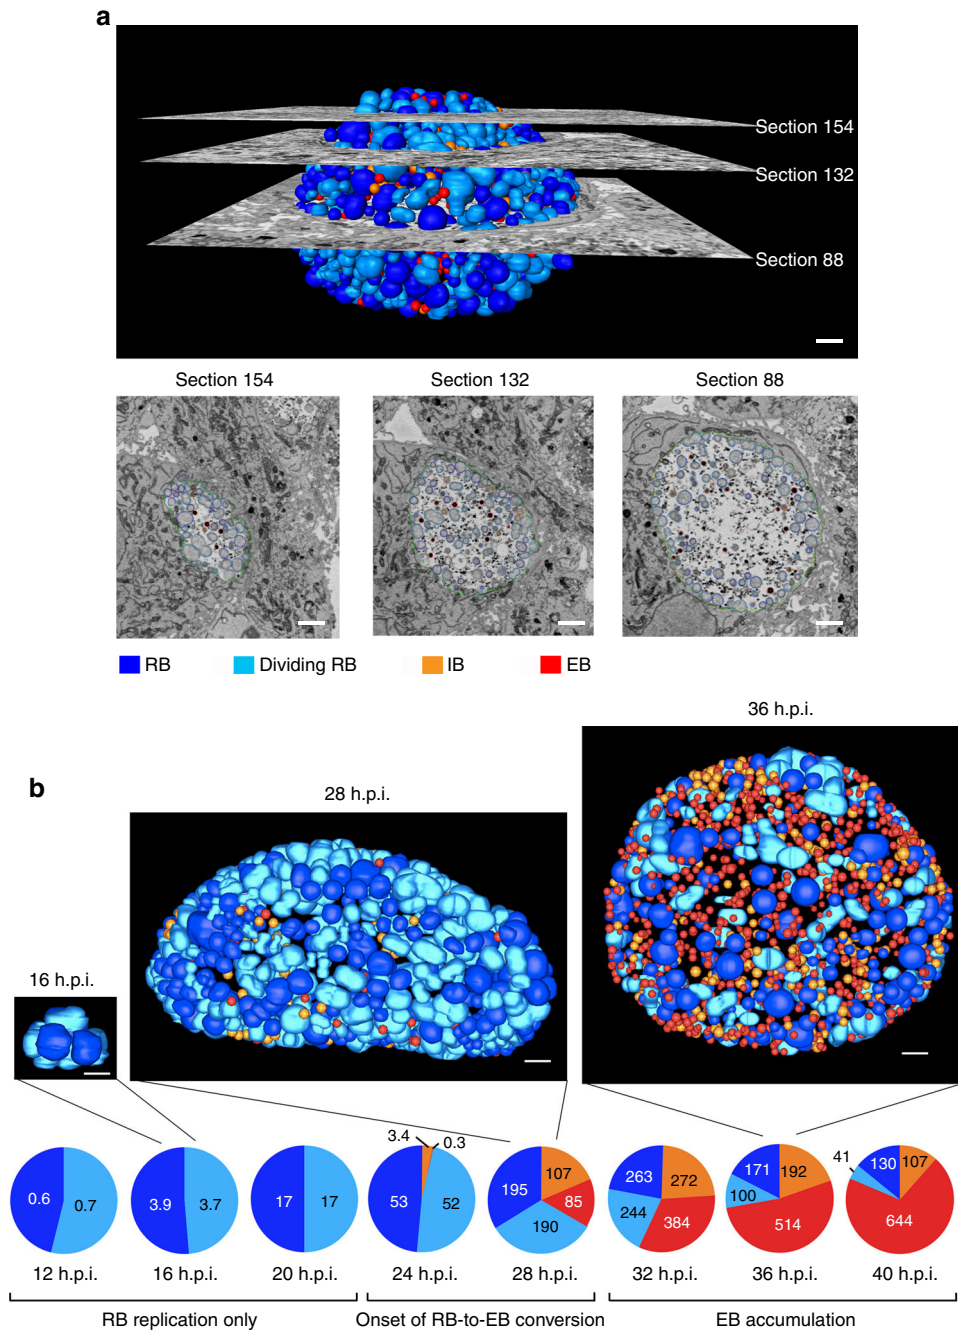 a
Section 154
Section 132
Section 88
Section 154 Section 132 Section 88
RB Dividing RB IB EB
b
16 h.p.i.
28 h.p.i.
36 h.p.i.
0.6 0.7
3.9 3.7
17 17
3.4 0.3
53 52
107
195 85
190
263 272
244 384
171 192
100 514
41 130 107
644
12 h.p.i. 16 h.p.i. 20 h.p.i. 24 h.p.i. 28 h.p.i. 32 h.p.i. 36 h.p.i. 40 h.p.i.
RB replication only Onset of RB-to-EB conversion EB accumulation